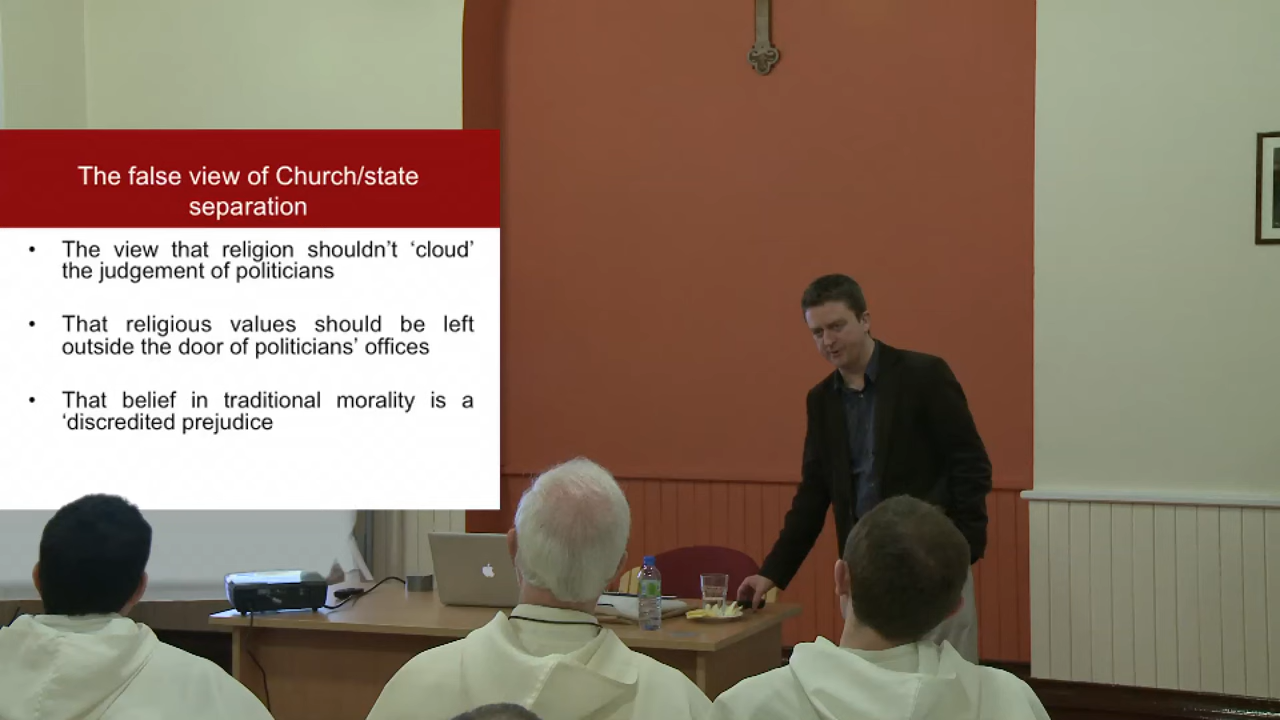 The false view of Church/state
separation
• The view that religion shouldn’t ‘cloud’
the judgement of politicians
• That religious values should be left
outside the door of politicians’ offices
• That belief in traditional morality is a
‘discredited prejudice